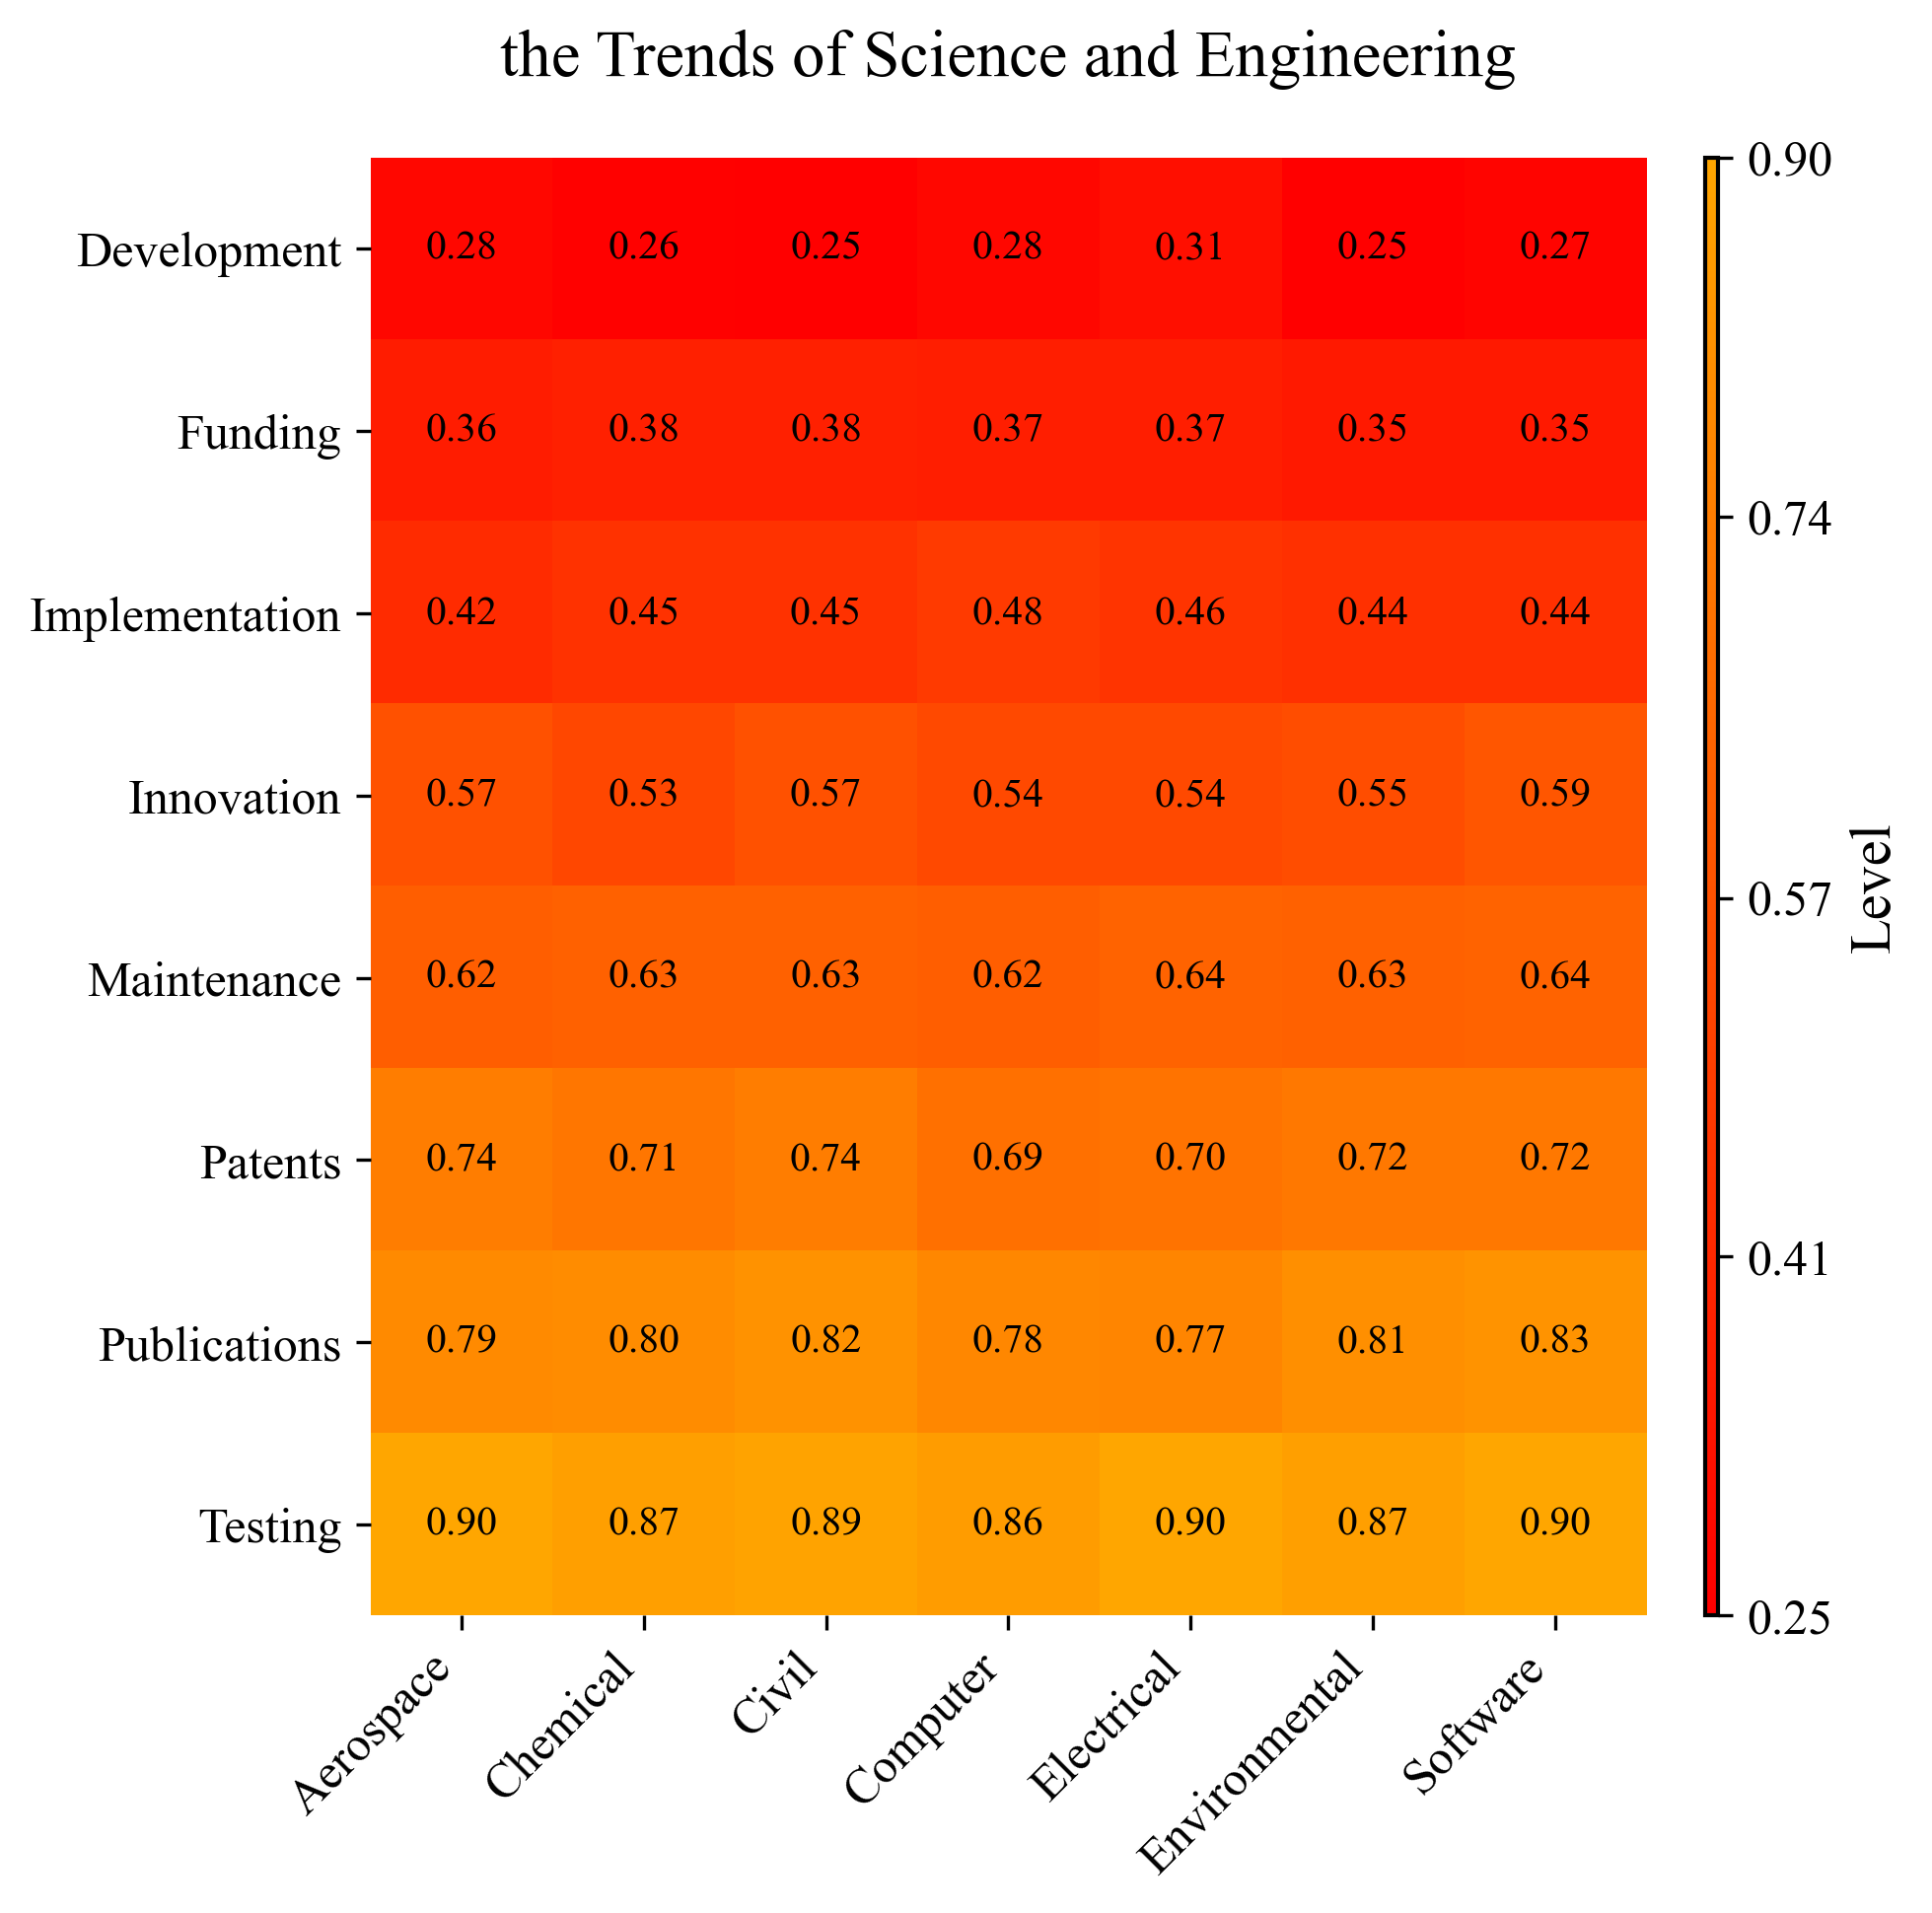 the Trends of Science and Engineering
Development 0.28 0.26 0.25 0.28 0.31 0.25 0.27
Funding 0.36 0.38 0.38 0.37 0.37 0.35 0.35
Implementation 0.42 0.45 0.45 0.48 0.46 0.44 0.44
Innovation 0.57 0.53 0.57 0.54 0.54 0.55 0.59
Maintenance 0.62 0.63 0.63 0.62 0.64 0.63 0.64
Patents 0.74 0.71 0.74 0.69 0.70 0.72 0.72
Publications 0.79 0.80 0.82 0.78 0.77 0.81 0.83
Testing 0.90 0.87 0.89 0.86 0.90 0.87 0.90
Aerospace Chemical Civil Computer Electrical Environmental Software
0.90
0.74
0.57
0.41
0.25
Level